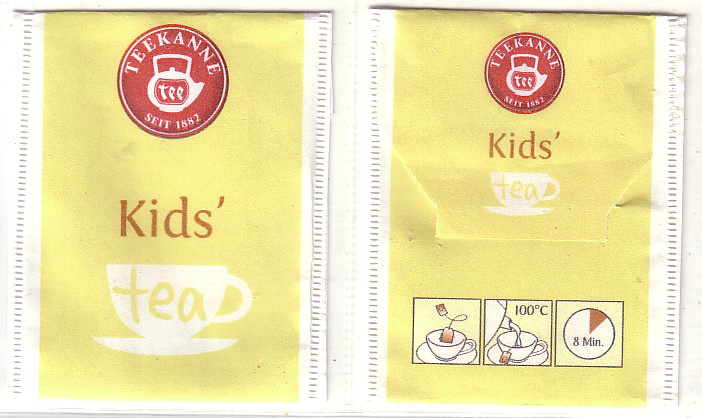 TEEKANNE
tee
SEIT 1882
Kids'
tea
TEEKANNE
tee
SEIT 1882
Kids'
tea
100°C
8 Min.